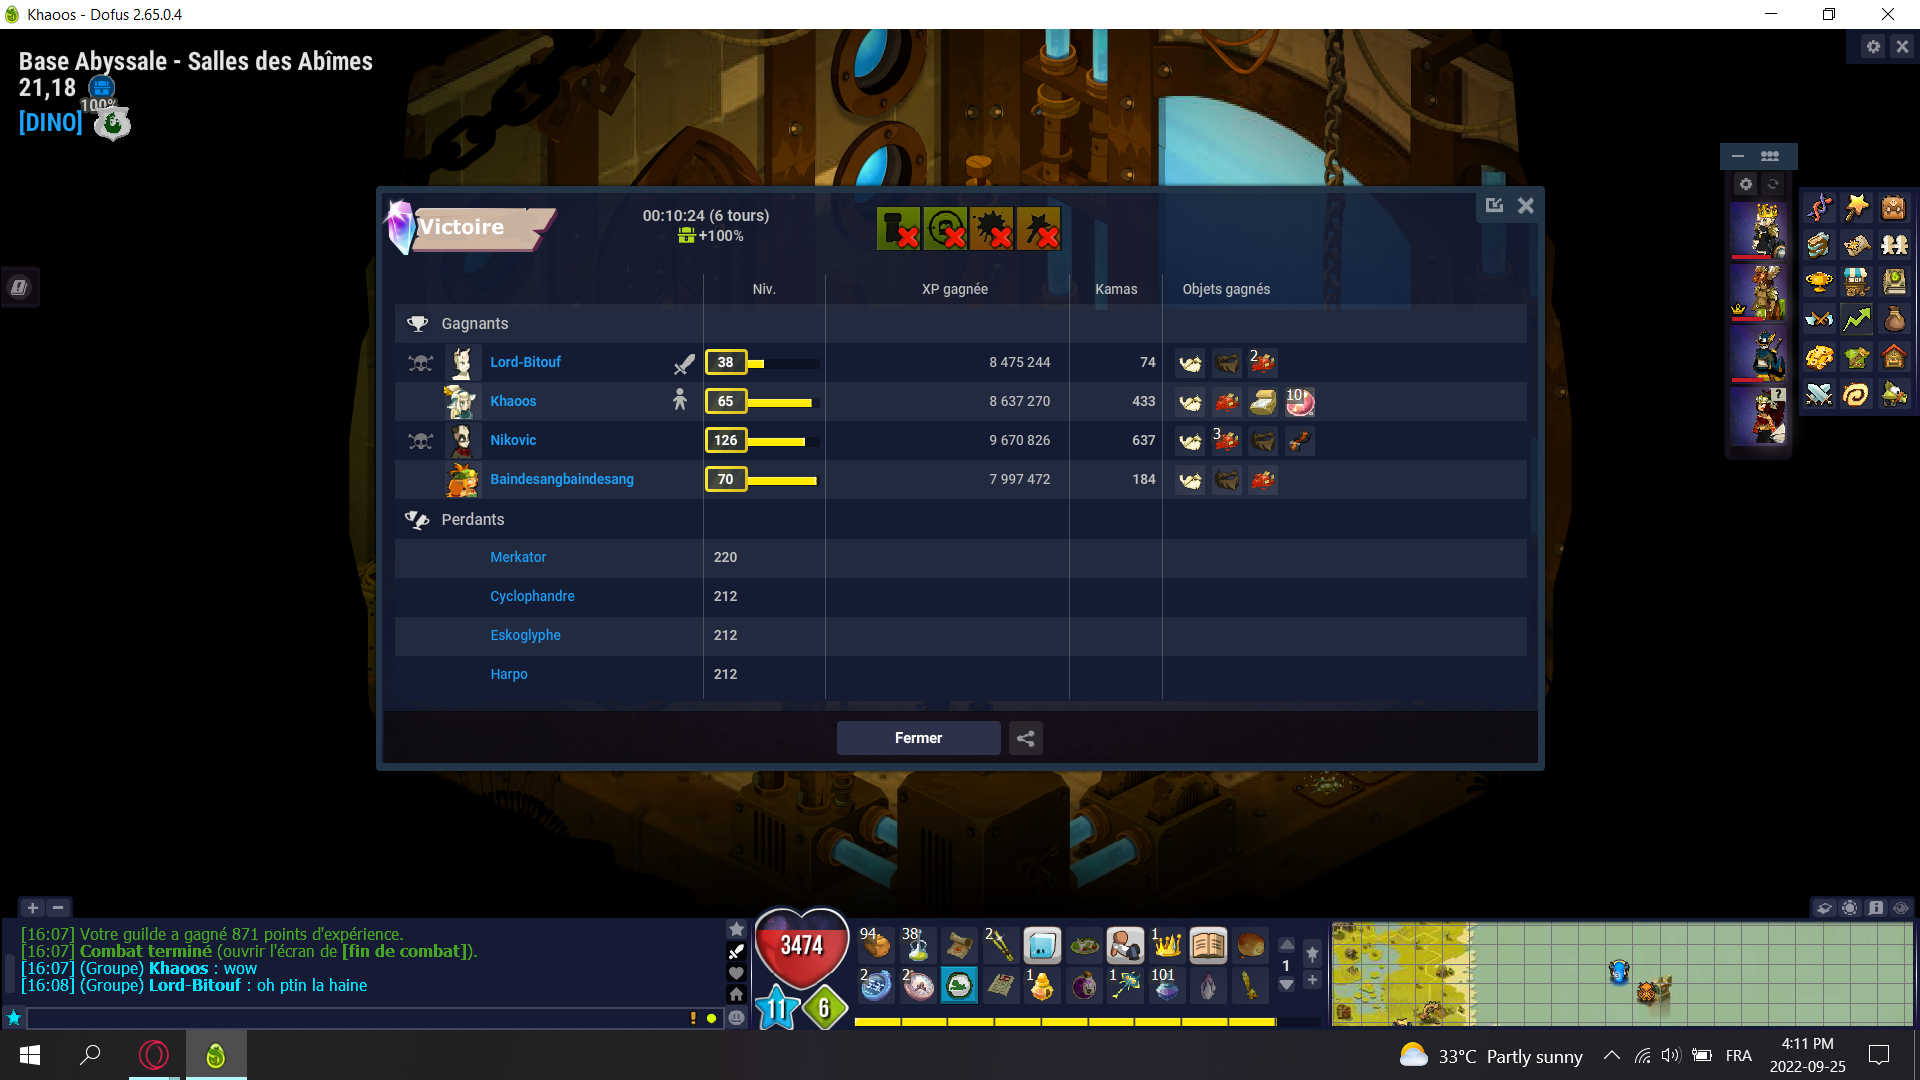 Khaoos - Dofus 2.65.0.4
Base Abyssale - Salles des Abîmes
21,18
100%
[DINO]
Victoire
00:10:24 (6 tours)
+100%
Niv.
XP gagnée
Kamas
Objets gagnés
Gagnants
Lord-Bitouf 38 8 475 244 74 2
Khaoos 65 8 637 270 433 10
Nikovic 126 9 670 826 637 3
Baindesangbaindesang 70 7 997 472 184
Perdants
Merkator 220
Cyclophandre 212
Eskoglyphe 212
Harpo 212
Fermer
?
[16:07] Votre guilde a gagné 871 points d'expérience.
[16:07] Combat terminé (ouvrir l'écran de [fin de combat]).
[16:07] (Groupe) Khaoos : wow
[16:08] (Groupe) Lord-Bitouf : oh ptin la haine
3474
11
6
94 38 2 1
2 2 1 101
1
33°C Partly sunny
FRA
4:11 PM
2022-09-25